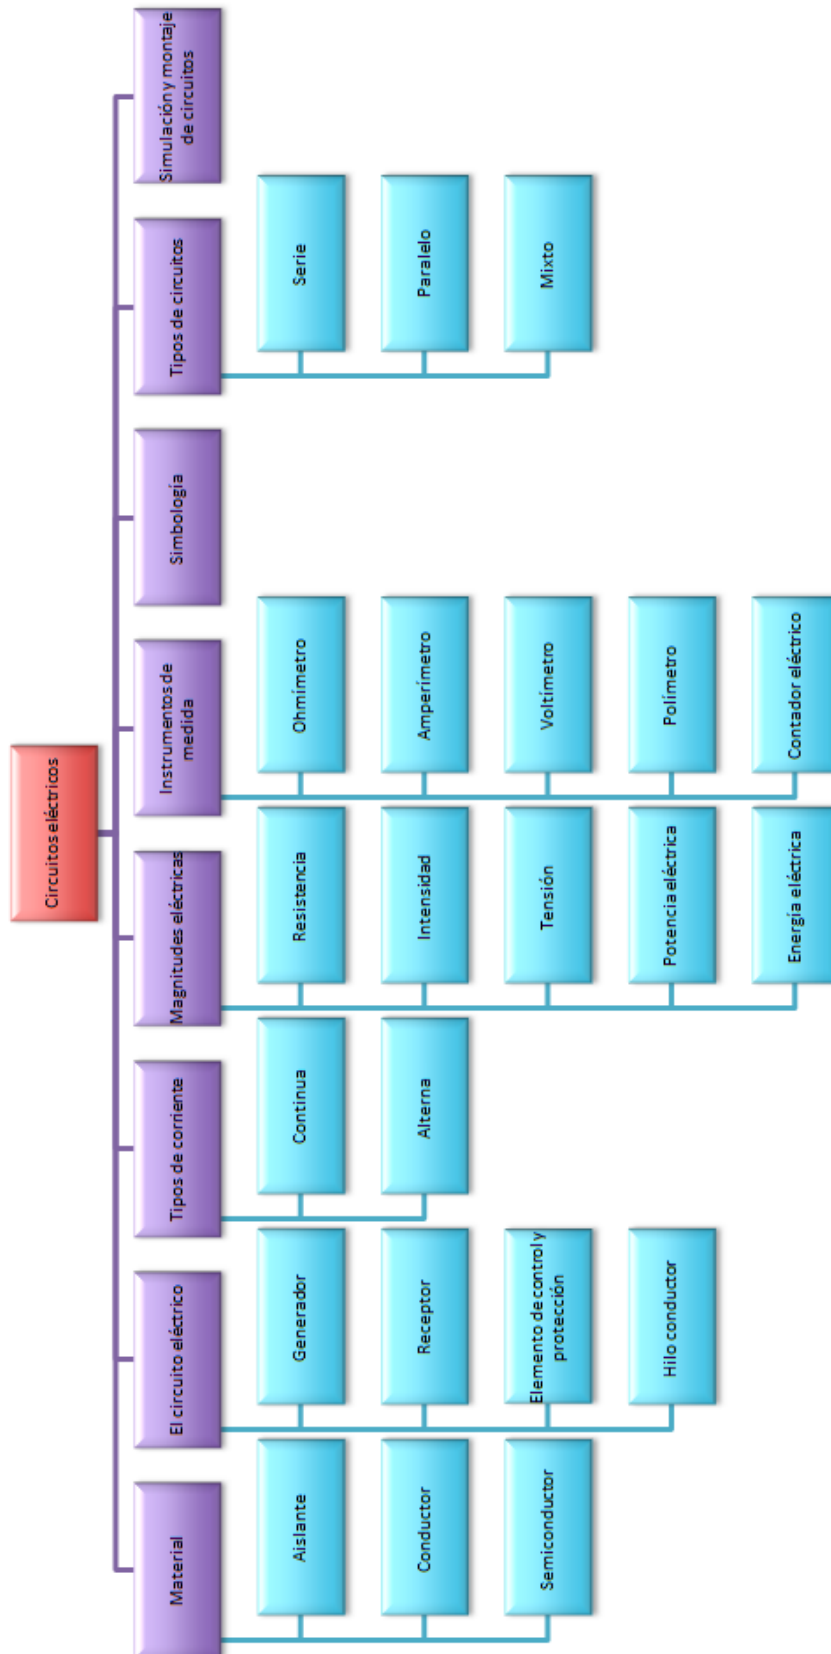 Circuitos eléctricos
Material
Aislante
Conductor
Semiconductor
El circuito eléctrico
Generador
Receptor
Elemento de control y
protección
Hilo conductor
Tipos de corriente
Continua
Alterna
Magnitudes eléctricas
Resistencia
Intensidad
Tensión
Potencia eléctrica
Energía eléctrica
Instrumentos de
medida
Ohmímetro
Amperímetro
Voltímetro
Polímetro
Contador eléctrico
Simbología
Tipos de circuitos
Serie
Paralelo
Mixto
Simulación y montaje
de circuitos